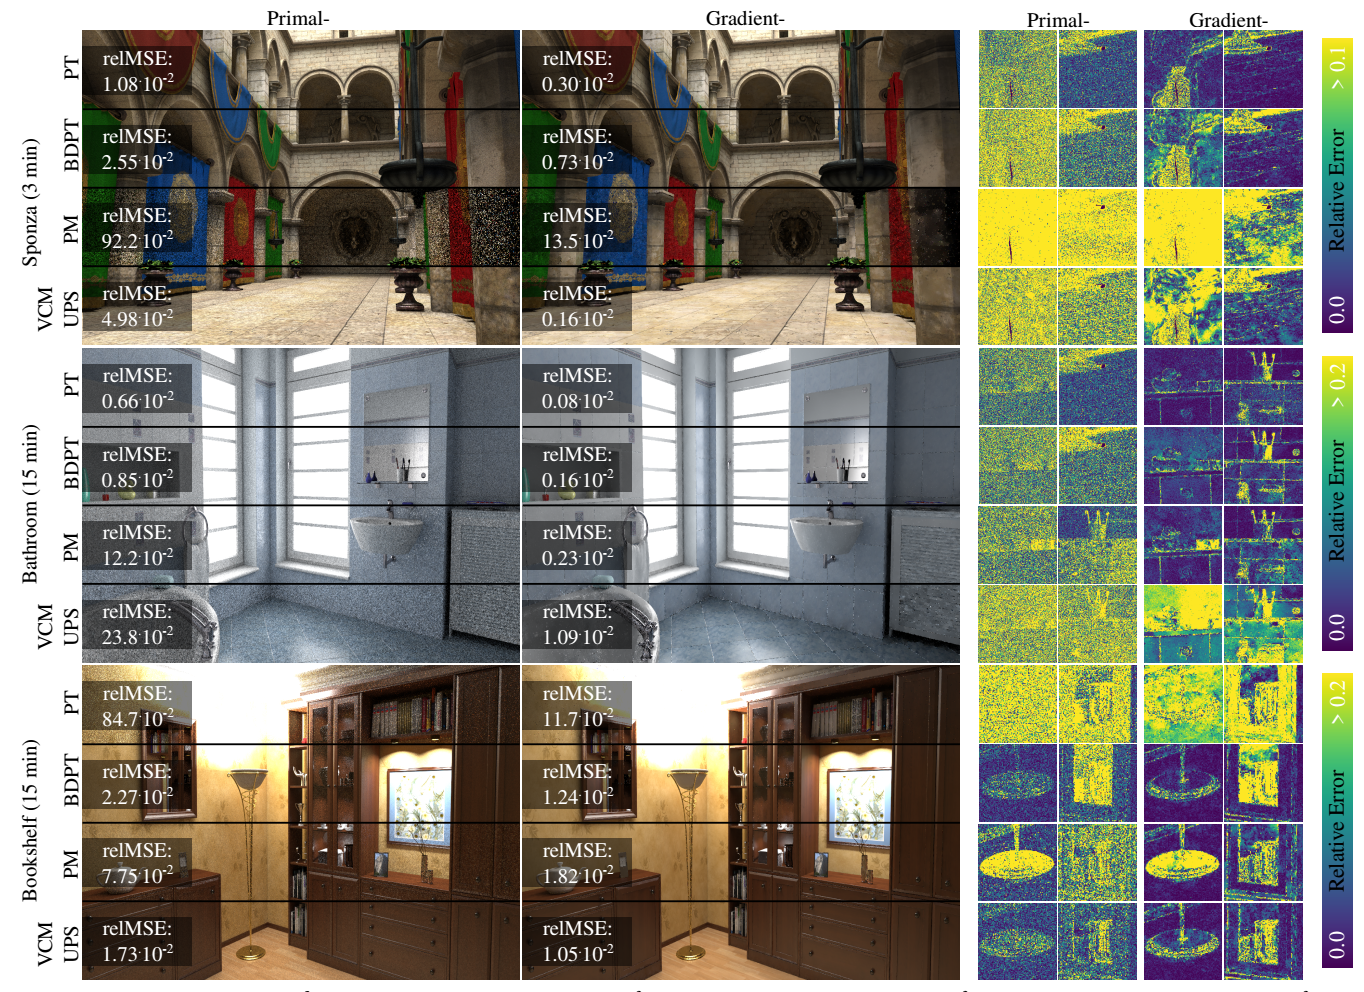 Primal-
Gradient-
Primal-
Gradient-
Sponza (3 min)
PT
relMSE:
1.08·10-2
relMSE:
0.30·10-2
BDPT
relMSE:
2.55·10-2
relMSE:
0.73·10-2
PM
relMSE:
92.2·10-2
relMSE:
13.5·10-2
VCM
UPS
relMSE:
4.98·10-2
relMSE:
0.16·10-2
0.0 Relative Error > 0.1
Bathroom (15 min)
PT
relMSE:
0.66·10-2
relMSE:
0.08·10-2
BDPT
relMSE:
0.85·10-2
relMSE:
0.16·10-2
PM
relMSE:
12.2·10-2
relMSE:
0.23·10-2
VCM
UPS
relMSE:
23.8·10-2
relMSE:
1.09·10-2
0.0 Relative Error > 0.2
Bookshelf (15 min)
PT
relMSE:
84.7·10-2
relMSE:
11.7·10-2
BDPT
relMSE:
2.27·10-2
relMSE:
1.24·10-2
PM
relMSE:
7.75·10-2
relMSE:
1.82·10-2
VCM
UPS
relMSE:
1.73·10-2
relMSE:
1.05·10-2
0.0 Relative Error > 0.2